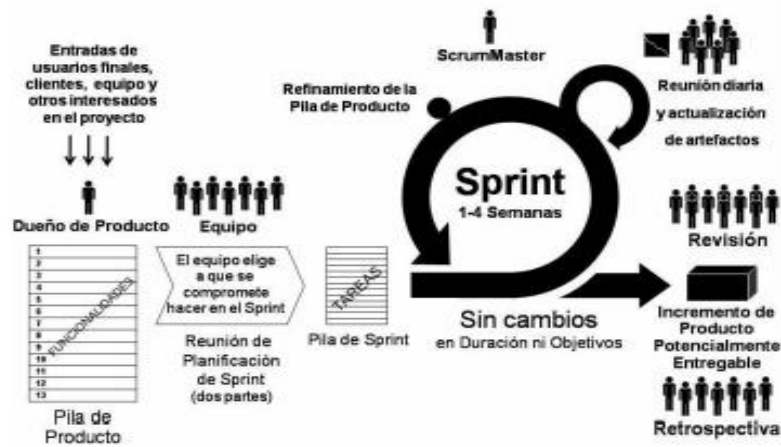 Entradas de
usuarios finales,
clientes, equipo y
otros interesados
en el proyecto
Dueño de Producto
1
2
3
4
5
6
7
8
9
10
11
12
13
FUNCIONALIDADES
Pila de
Producto
Equipo
El equipo elige
a que se
compromete
hacer en el Sprint
Reunión de
Planificación
de Sprint
(dos partes)
TAREAS
Pila de Sprint
ScrumMaster
Refinamiento de la
Pila de Producto
Sprint
1-4 Semanas
Sin cambios
en Duración ni Objetivos
Reunión diaria
y actualización
de artefactos
Revisión
Incremento de
Producto
Potencialmente
Entregable
Retrospectiva